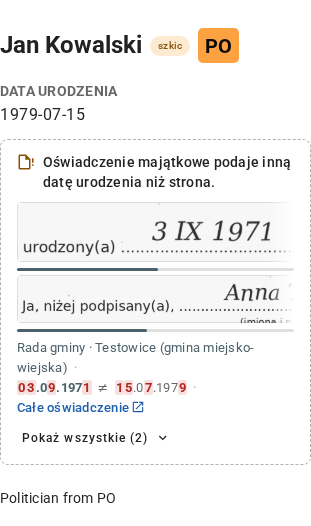 Jan Kowalski szkic PO
DATA URODZENIA
1979-07-15
Oświadczenie majątkowe podaje inną
datę urodzenia niż strona.
urodzony(a) 3 IX 1971
Ja, niżej podpisany(a), Anna
Rada gminy · Testowice (gmina miejsko-
wiejska) ·
03.09.1971 ≠ 15.07.1979 ·
Całe oświadczenie
Pokaż wszystkie (2)
Politician from PO